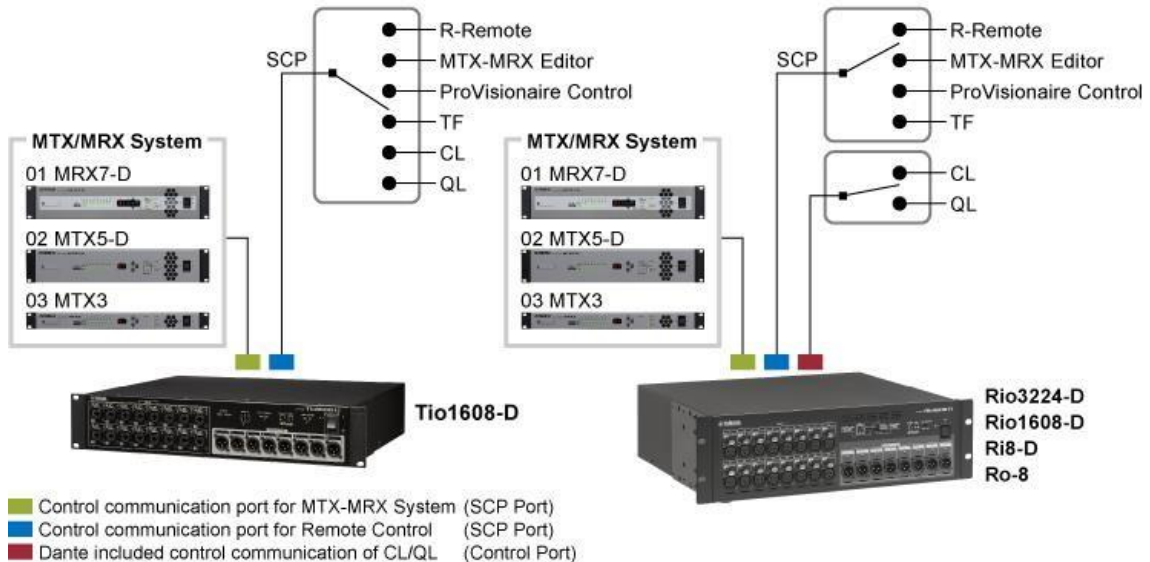 SCP
R-Remote
MTX-MRX Editor
ProVisionaire Control
TF
CL
QL
MTX/MRX System
01 MRX7-D
02 MTX5-D
03 MTX3
Tio1608-D
SCP
R-Remote
MTX-MRX Editor
ProVisionaire Control
TF
CL
QL
MTX/MRX System
01 MRX7-D
02 MTX5-D
03 MTX3
Rio3224-D
Rio1608-D
Ri8-D
Ro-8
Control communication port for MTX-MRX System (SCP Port)
Control communication port for Remote Control (SCP Port)
Dante included control communication of CL/QL (Control Port)